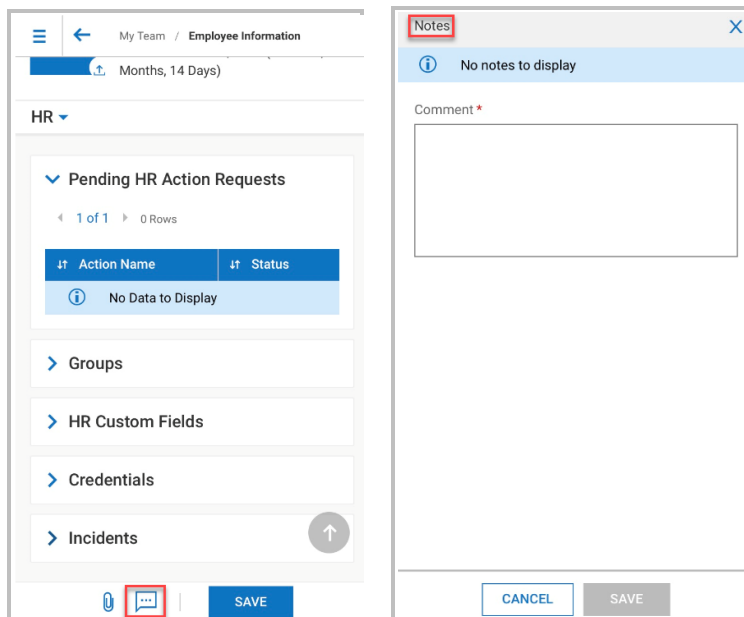 My Team / Employee Information
Months, 14 Days)
HR
Pending HR Action Requests
1 of 1 0 Rows
Action Name Status
No Data to Display
Groups
HR Custom Fields
Credentials
Incidents
SAVE
Notes X
No notes to display
Comment *
CANCEL SAVE